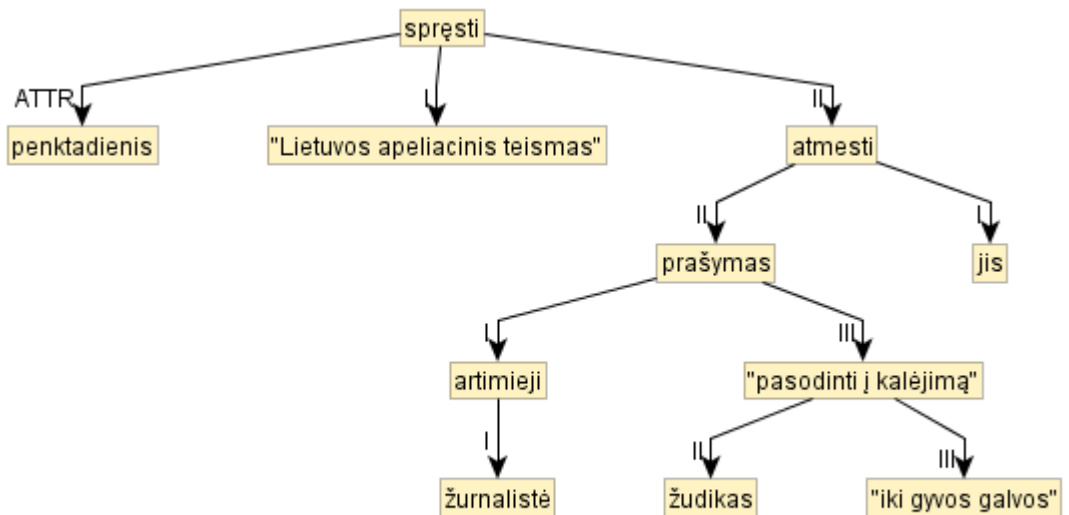 spręsti
ATTR I II
penktadienis "Lietuvos apeliacinis teismas" atmesti
II I
prašymas jis
I III
artimieji "pasodinti į kalėjimą"
I II III
žurnalistė žudikas "iki gyvos galvos"